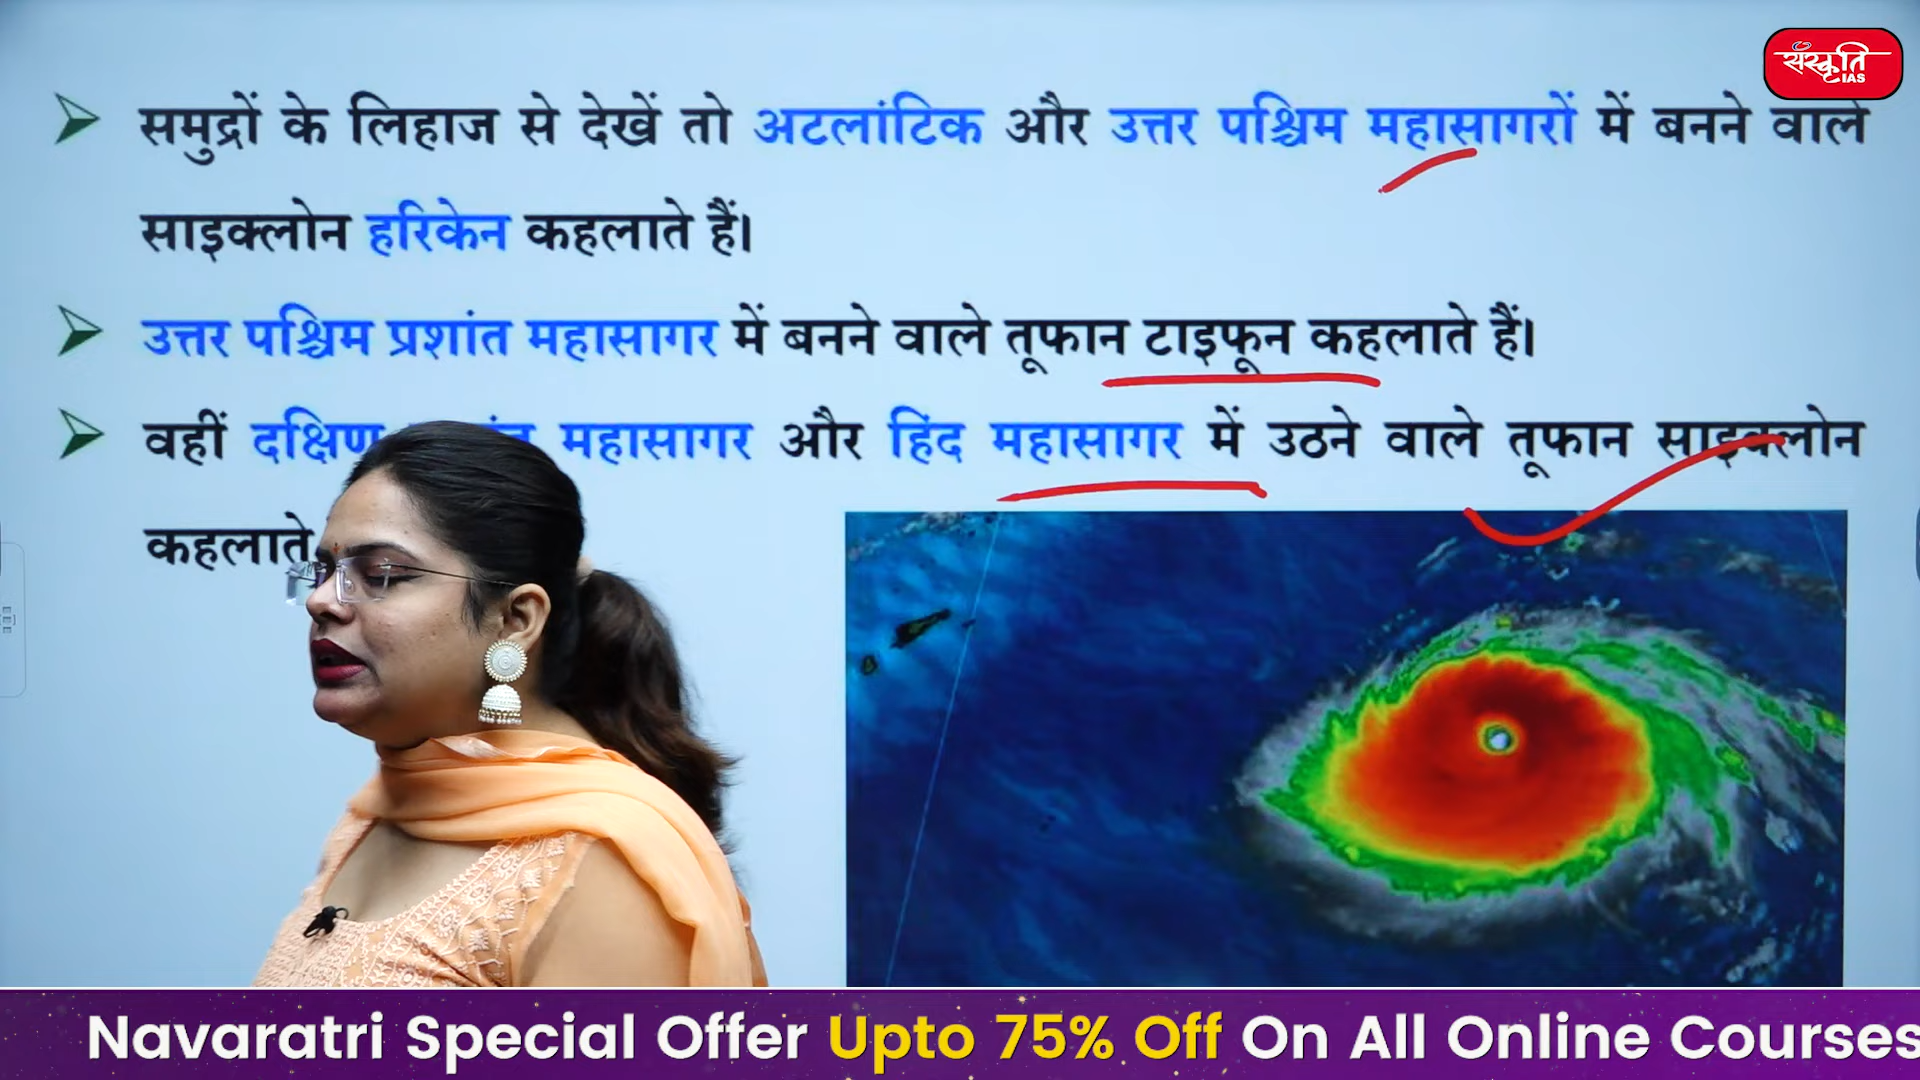 संस्कृति
IAS
समुद्रों के लिहाज से देखें तो अटलांटिक और उत्तर पश्चिम महासागरों में बनने वाले
साइक्लोन हरिकेन कहलाते हैं।
उत्तर पश्चिम प्रशांत महासागर में बनने वाले तूफान टाइफून कहलाते हैं।
वहीं दक्षिण महासागर और हिंद महासागर में उठने वाले तूफान साइक्लोन
कहलाते
Navaratri Special Offer Upto 75% Off On All Online Courses